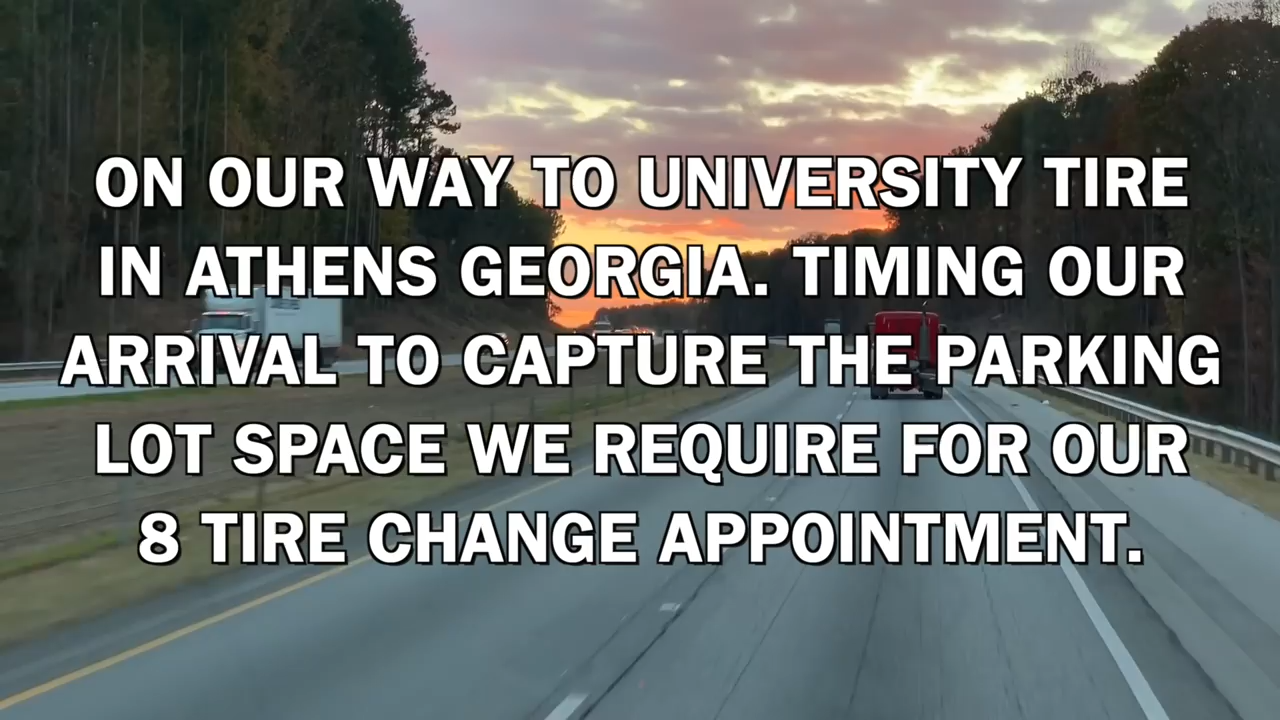 ON OUR WAY TO UNIVERSITY TIRE
IN ATHENS GEORGIA. TIMING OUR
ARRIVAL TO CAPTURE THE PARKING
LOT SPACE WE REQUIRE FOR OUR
8 TIRE CHANGE APPOINTMENT.